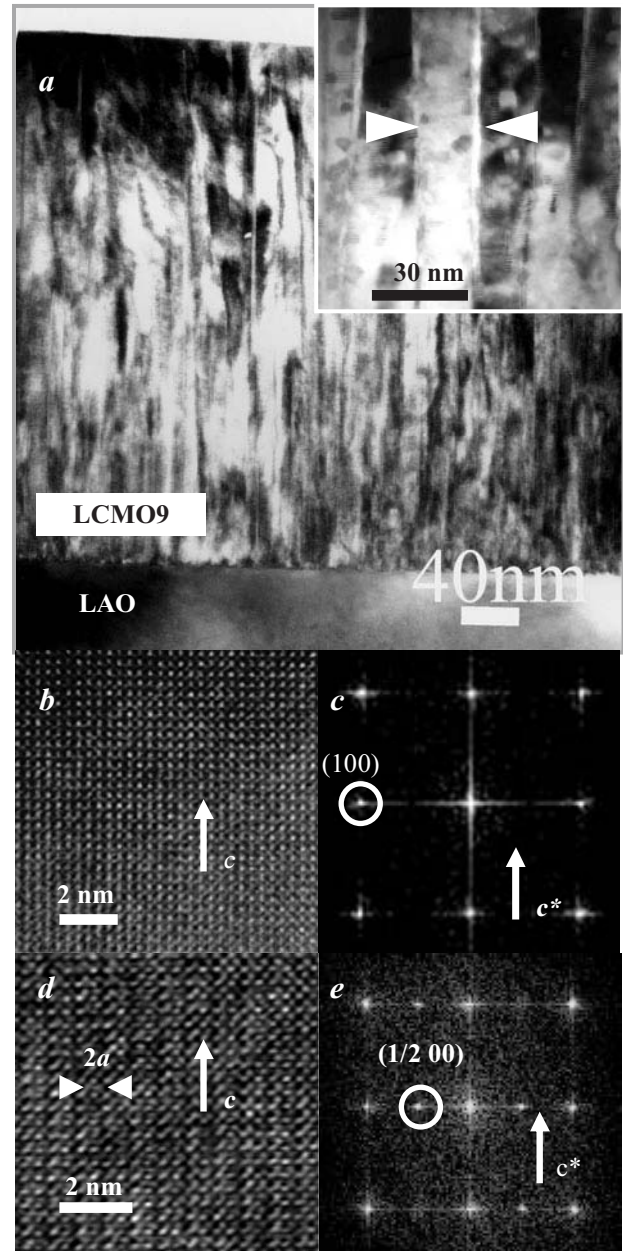 a
30 nm
LCMO9
LAO
40nm
b
c
2 nm
c
(100)
c*
d
2a
c
2 nm
e
(1/2 00)
c*